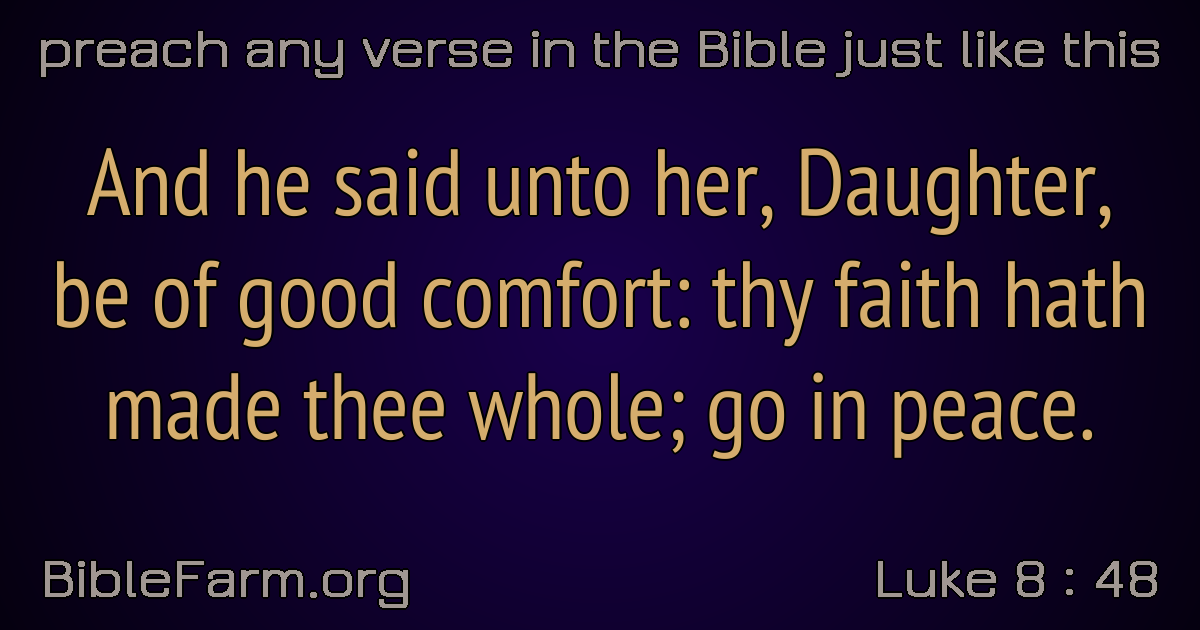 preach any verse in the Bible just like this
And he said unto her, Daughter,
be of good comfort: thy faith hath
made thee whole; go in peace.
BibleFarm.org
Luke 8 : 48